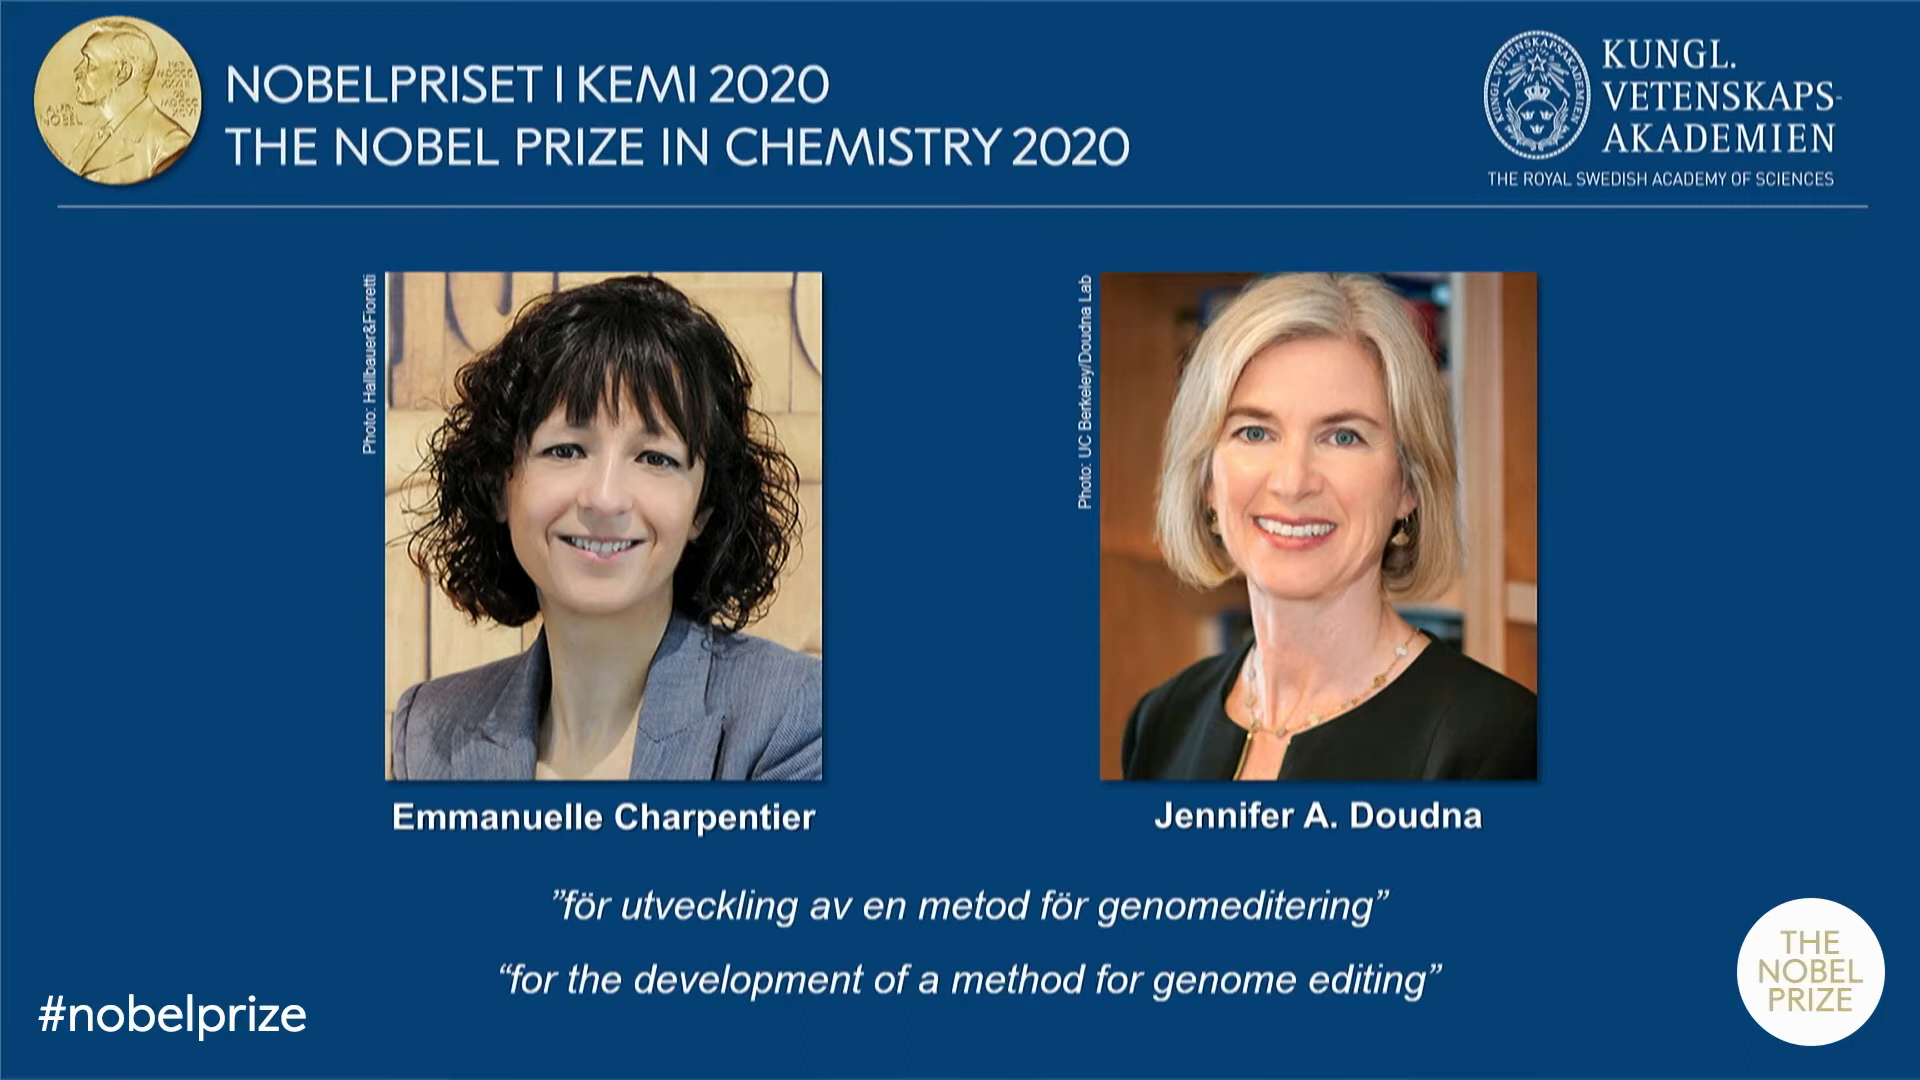 NOBELPRISET I KEMI 2020
THE NOBEL PRIZE IN CHEMISTRY 2020
KUNGL.
VETENSKAPS-
AKADEMIEN
THE ROYAL SWEDISH ACADEMY OF SCIENCES
Photo: Hallbauer&Fioretti
Photo: UC Berkeley/Doudna Lab
Emmanuelle Charpentier
Jennifer A. Doudna
”för utveckling av en metod för genomeditering”
“for the development of a method for genome editing”
#nobelprize
THE
NOBEL
PRIZE